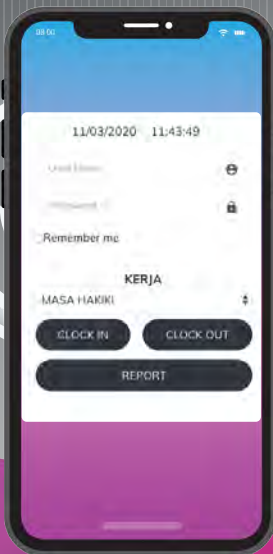 11/03/2020 11:43:49
Remember me
KERJA
MASA HAKIKI
CLOCK IN CLOCK OUT
REPORT